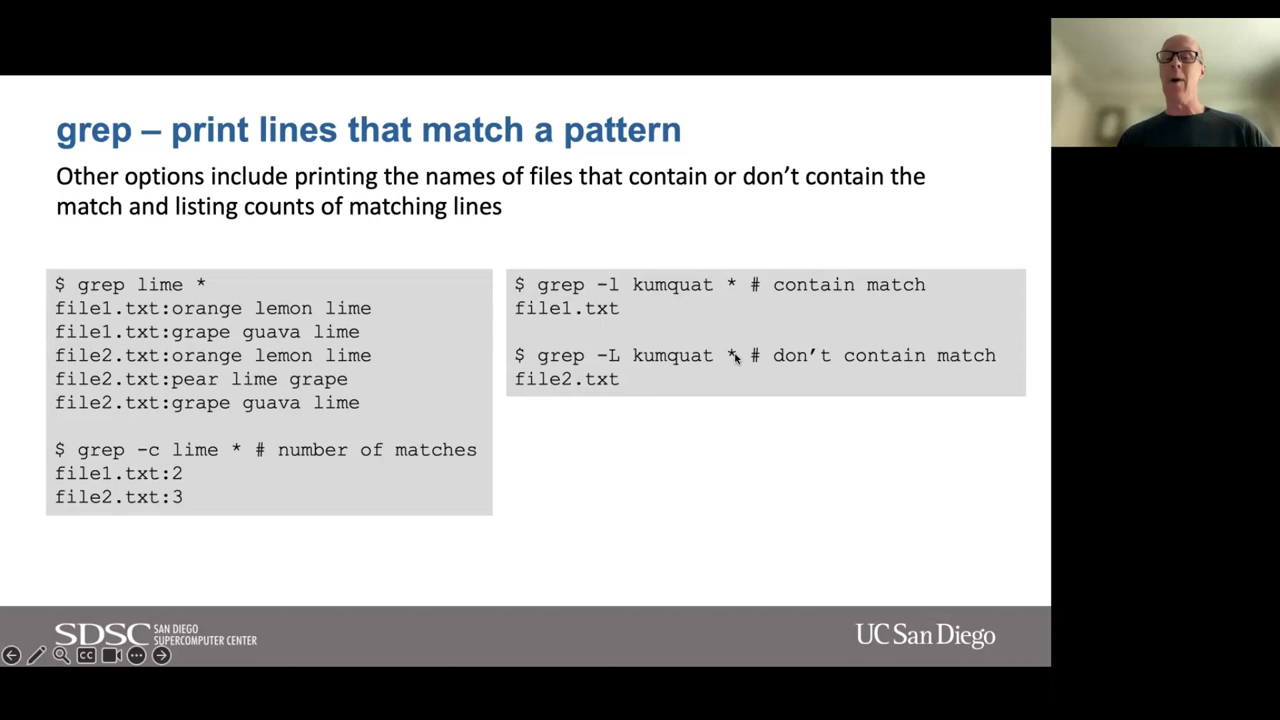 grep – print lines that match a pattern
Other options include printing the names of files that contain or don’t contain the
match and listing counts of matching lines
$ grep lime *
file1.txt:orange lemon lime
file1.txt:grape guava lime
file2.txt:orange lemon lime
file2.txt:pear lime grape
file2.txt:grape guava lime
$ grep -c lime * # number of matches
file1.txt:2
file2.txt:3
$ grep -l kumquat * # contain match
file1.txt
$ grep -L kumquat * # don’t contain match
file2.txt
SDSC SAN DIEGO
SUPERCOMPUTER CENTER
UC San Diego
CC